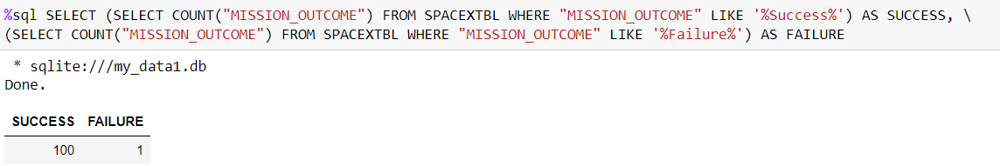 %sql SELECT (SELECT COUNT("MISSION_OUTCOME") FROM SPACEXTBL WHERE "MISSION_OUTCOME" LIKE '%Success%') AS SUCCESS, \
(SELECT COUNT("MISSION_OUTCOME") FROM SPACEXTBL WHERE "MISSION_OUTCOME" LIKE '%Failure%') AS FAILURE
* sqlite:///my_data1.db
Done.
SUCCESS FAILURE
100 1